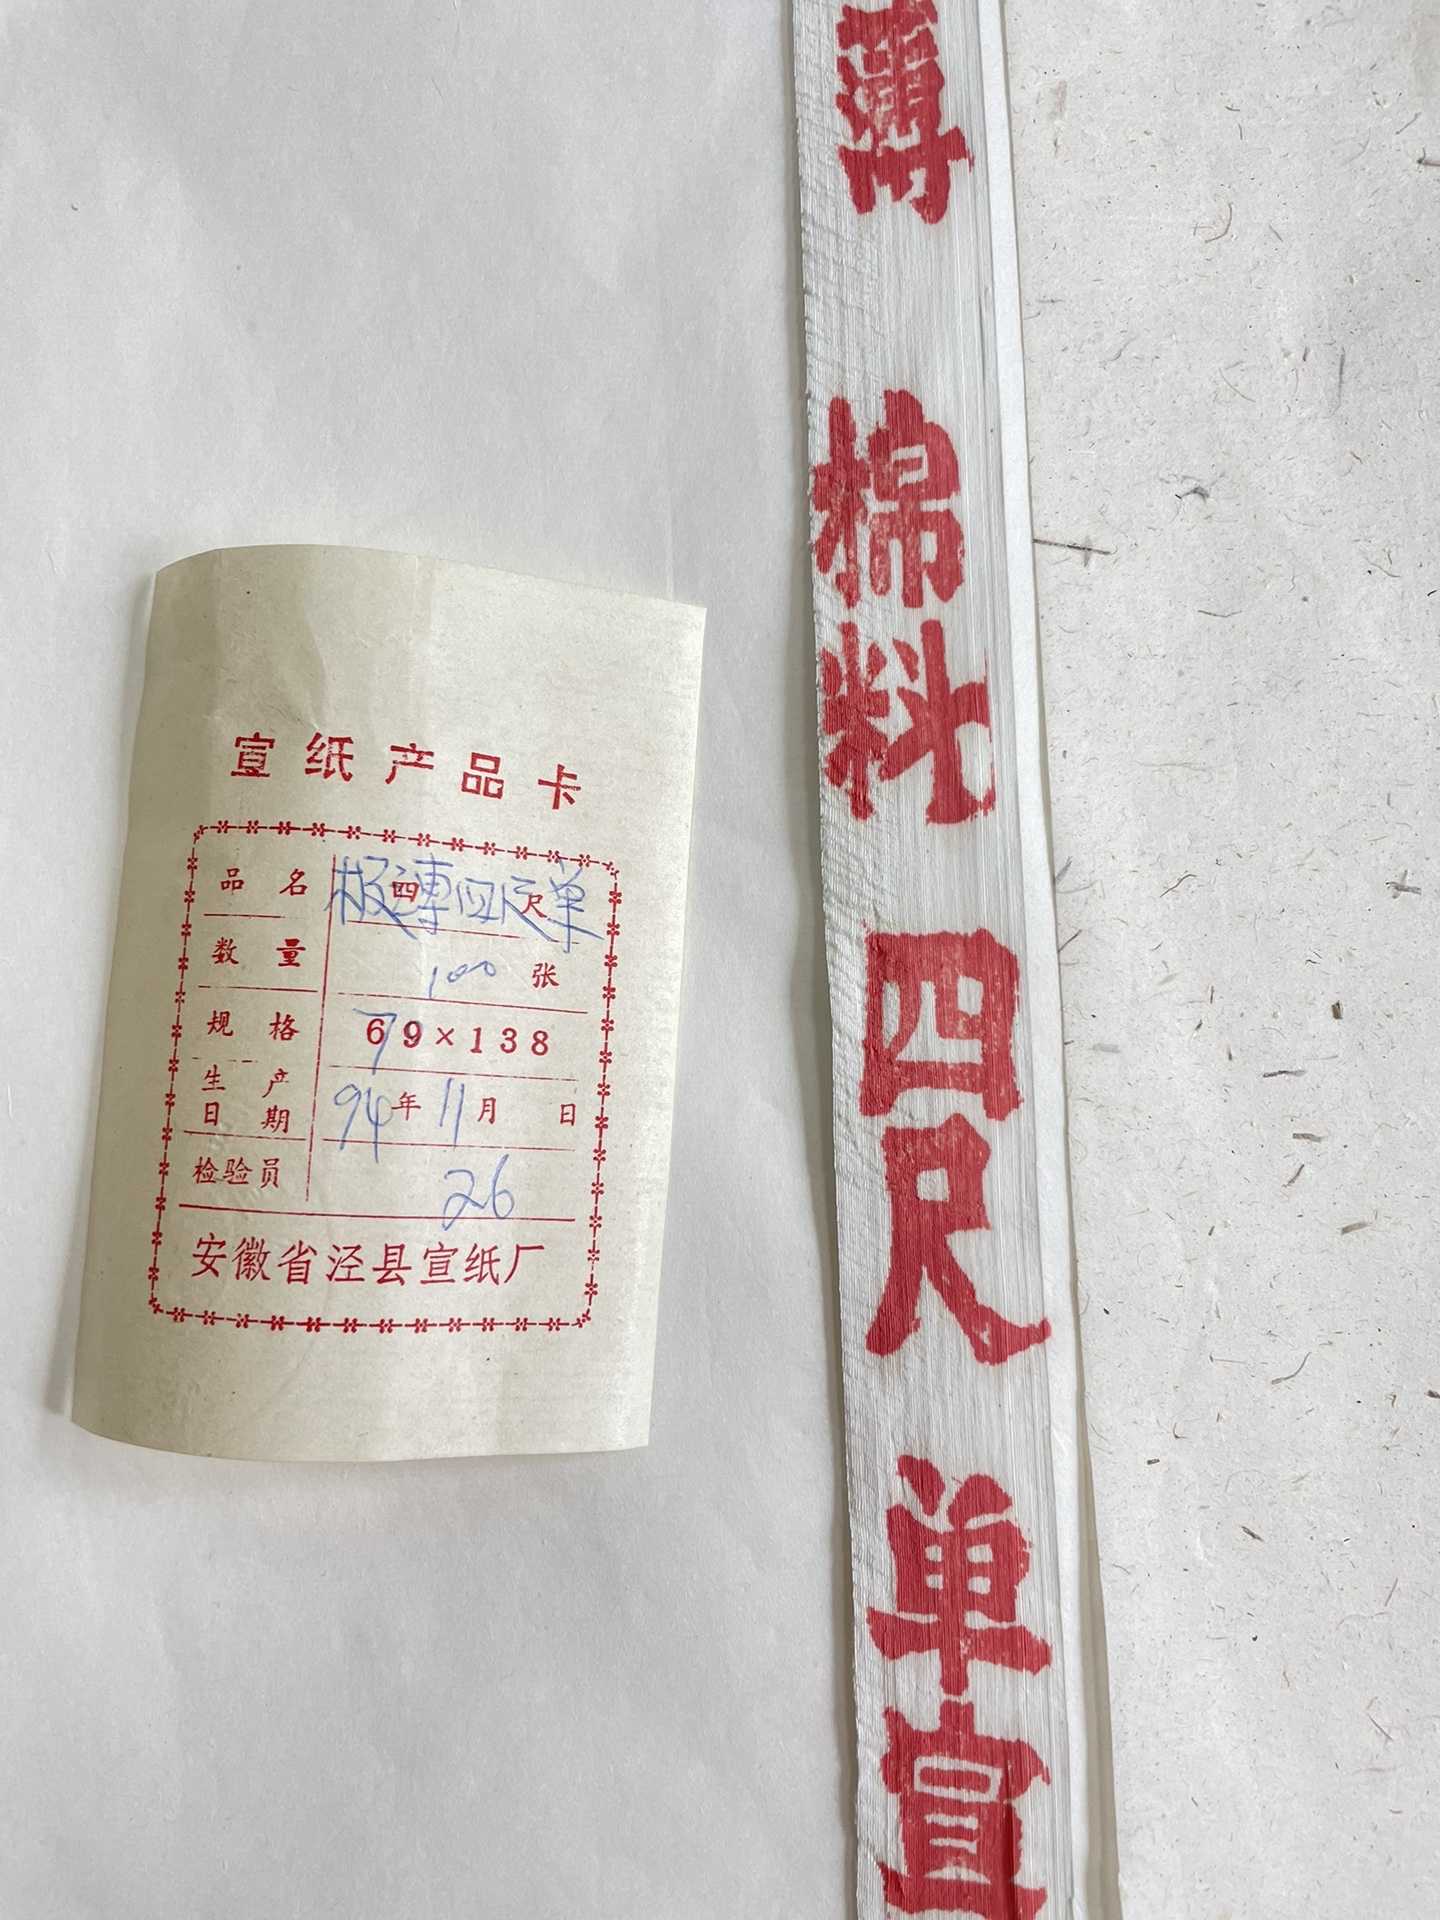 宣纸产品卡
品名 极薄四尺单
数量 100 张
规格 69×138
生产日期 94年11月 日
检验员 26
安徽省泾县宣纸厂
薄 棉料 四尺 单宣